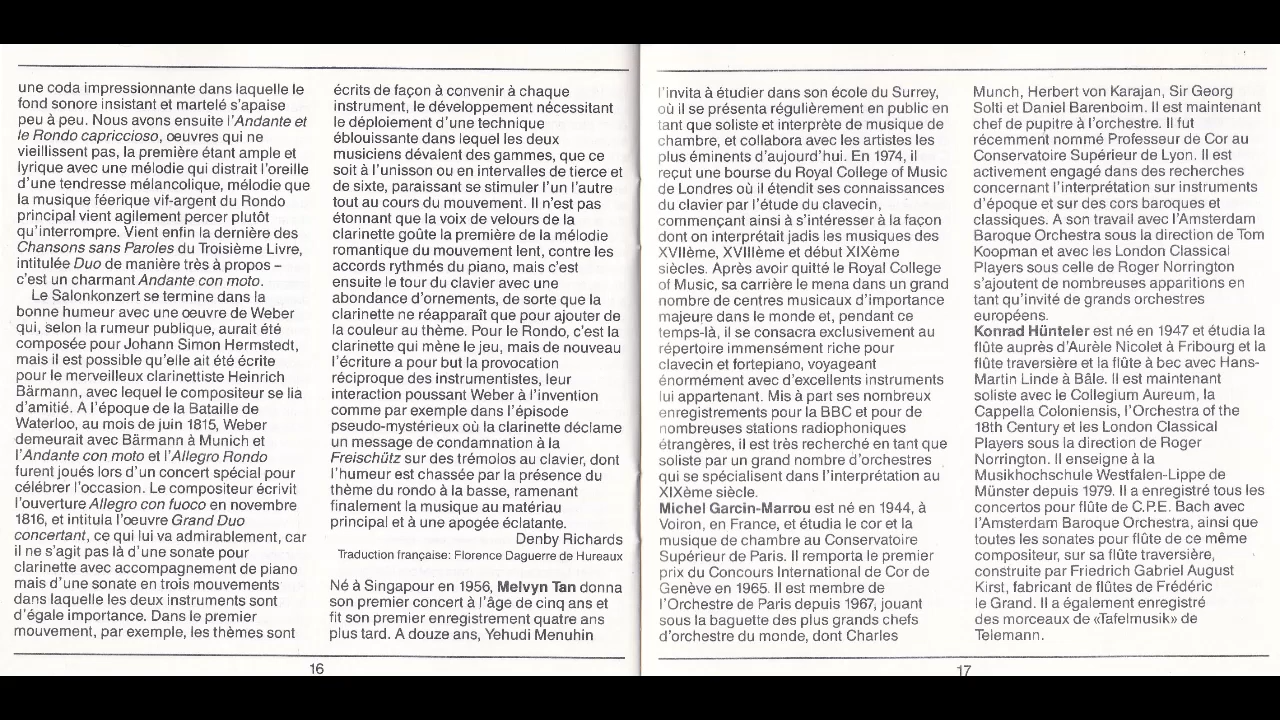 une coda impressionnante dans laquelle le
fond sonore insistant et martelé s'apaise
peu à peu. Nous avons ensuite l'Andante et
le Rondo capriccioso, œuvres qui ne
vieillissent pas, la première étant ample et
lyrique avec une mélodie qui distrait l'oreille
d'une tendresse mélancolique, mélodie que
la musique féerique vif-argent du Rondo
principal vient agilement percer plutôt
qu'interrompre. Vient enfin la dernière des
Chansons sans Paroles du Troisième Livre,
intitulée Duo de manière très à propos –
c'est un charmant Andante con moto.
Le Salonkonzert se termine dans la
bonne humeur avec une œuvre de Weber
qui, selon la rumeur publique, aurait été
composée pour Johann Simon Hermstedt,
mais il est possible qu'elle ait été écrite
pour le merveilleux clarinettiste Heinrich
Bärmann, avec lequel le compositeur se lia
d'amitié. A l'époque de la Bataille de
Waterloo, au mois de juin 1815, Weber
demeurait avec Bärmann à Munich et
l'Andante con moto et l'Allegro Rondo
furent joués lors d'un concert spécial pour
célébrer l'occasion. Le compositeur écrivit
l'ouverture Allegro con fuoco en novembre
1816, et intitula l'œuvre Grand Duo
concertant, ce qui lui va admirablement, car
il ne s'agit pas là d'une sonate pour
clarinette avec accompagnement de piano
mais d'une sonate en trois mouvements
dans laquelle les deux instruments sont
d'égale importance. Dans le premier
mouvement, par exemple, les thèmes sont
écrits de façon à convenir à chaque
instrument, le développement nécessitant
le déploiement d'une technique
éblouissante dans lequel les deux
musiciens dévalent des gammes, que ce
soit à l'unisson ou en intervalles de tierce et
de sixte, paraissant se stimuler l'un l'autre
tout au cours du mouvement. Il n'est pas
étonnant que la voix de velours de la
clarinette goûte la première de la mélodie
romantique du mouvement lent, contre les
accords rythmés du piano, mais c'est
ensuite le tour du clavier avec une
abondance d'ornements, de sorte que la
clarinette ne réapparaît que pour ajouter de
la couleur au thème. Pour le Rondo, c'est la
clarinette qui mène le jeu, mais de nouveau
l'écriture a pour but la provocation
réciproque des instrumentistes, leur
interaction poussant Weber à l'invention
comme par exemple dans l'épisode
pseudo-mystérieux où la clarinette déclame
un message de condamnation à la
Freischütz sur des trémolos au clavier, dont
l'humeur est chassée par la présence du
thème du rondo à la basse, ramenant
finalement la musique au matériau
principal et à une apogée éclatante.
Denby Richards
Traduction française: Florence Daguerre de Hureaux
Né à Singapour en 1956, Melvyn Tan donna
son premier concert à l'âge de cinq ans et
fit son premier enregistrement quatre ans
plus tard. A douze ans, Yehudi Menuhin
16
l'invita à étudier dans son école du Surrey,
où il se présenta régulièrement en public en
tant que soliste et interprète de musique de
chambre, et collabora avec les artistes les
plus éminents d'aujourd'hui. En 1974, il
reçut une bourse du Royal College of Music
de Londres où il étendit ses connaissances
du clavier par l'étude du clavecin,
commençant ainsi à s'intéresser à la façon
dont on interprétait jadis les musiques des
XVIIème, XVIIIème et début XIXème
siècles. Après avoir quitté le Royal College
of Music, sa carrière le mena dans un grand
nombre de centres musicaux d'importance
majeure dans le monde et, pendant ce
temps-là, il se consacra exclusivement au
répertoire immensément riche pour
clavecin et fortepiano, voyageant
énormément avec d'excellents instruments
lui appartenant. Mis à part ses nombreux
enregistrements pour la BBC et pour de
nombreuses stations radiophoniques
étrangères, il est très recherché en tant que
soliste par un grand nombre d'orchestres
qui se spécialisent dans l'interprétation au
XIXème siècle.
Michel Garcin-Marrou est né en 1944, à
Voiron, en France, et étudia le cor et la
musique de chambre au Conservatoire
Supérieur de Paris. Il remporta le premier
prix du Concours International de Cor de
Genève en 1965. Il est membre de
l'Orchestre de Paris depuis 1967, jouant
sous la baguette des plus grands chefs
d'orchestre du monde, dont Charles
Munch, Herbert von Karajan, Sir Georg
Solti et Daniel Barenboim. Il est maintenant
chef de pupitre à l'orchestre. Il fut
récemment nommé Professeur de Cor au
Conservatoire Supérieur de Lyon. Il est
activement engagé dans des recherches
concernant l'interprétation sur instruments
d'époque et sur des cors baroques et
classiques. A son travail avec l'Amsterdam
Baroque Orchestra sous la direction de Tom
Koopman et avec les London Classical
Players sous celle de Roger Norrington
s'ajoutent de nombreuses apparitions en
tant qu'invité de grands orchestres
européens.
Konrad Hünteler est né en 1947 et étudia la
flûte auprès d'Aurèle Nicolet à Fribourg et la
flûte traversière et la flûte à bec avec Hans-
Martin Linde à Bâle. Il est maintenant
soliste avec le Collegium Aureum, la
Cappella Coloniensis, l'Orchestra of the
18th Century et les London Classical
Players sous la direction de Roger
Norrington. Il enseigne à la
Musikhochschule Westfalen-Lippe de
Münster depuis 1979. Il a enregistré tous les
concertos pour flûte de C.P.E. Bach avec
l'Amsterdam Baroque Orchestra, ainsi que
toutes les sonates pour flûte de ce même
compositeur, sur sa flûte traversière,
construite par Friedrich Gabriel August
Kirst, fabricant de flûtes de Frédéric
le Grand. Il a également enregistré
des morceaux de «Tafelmusik» de
Telemann.
17